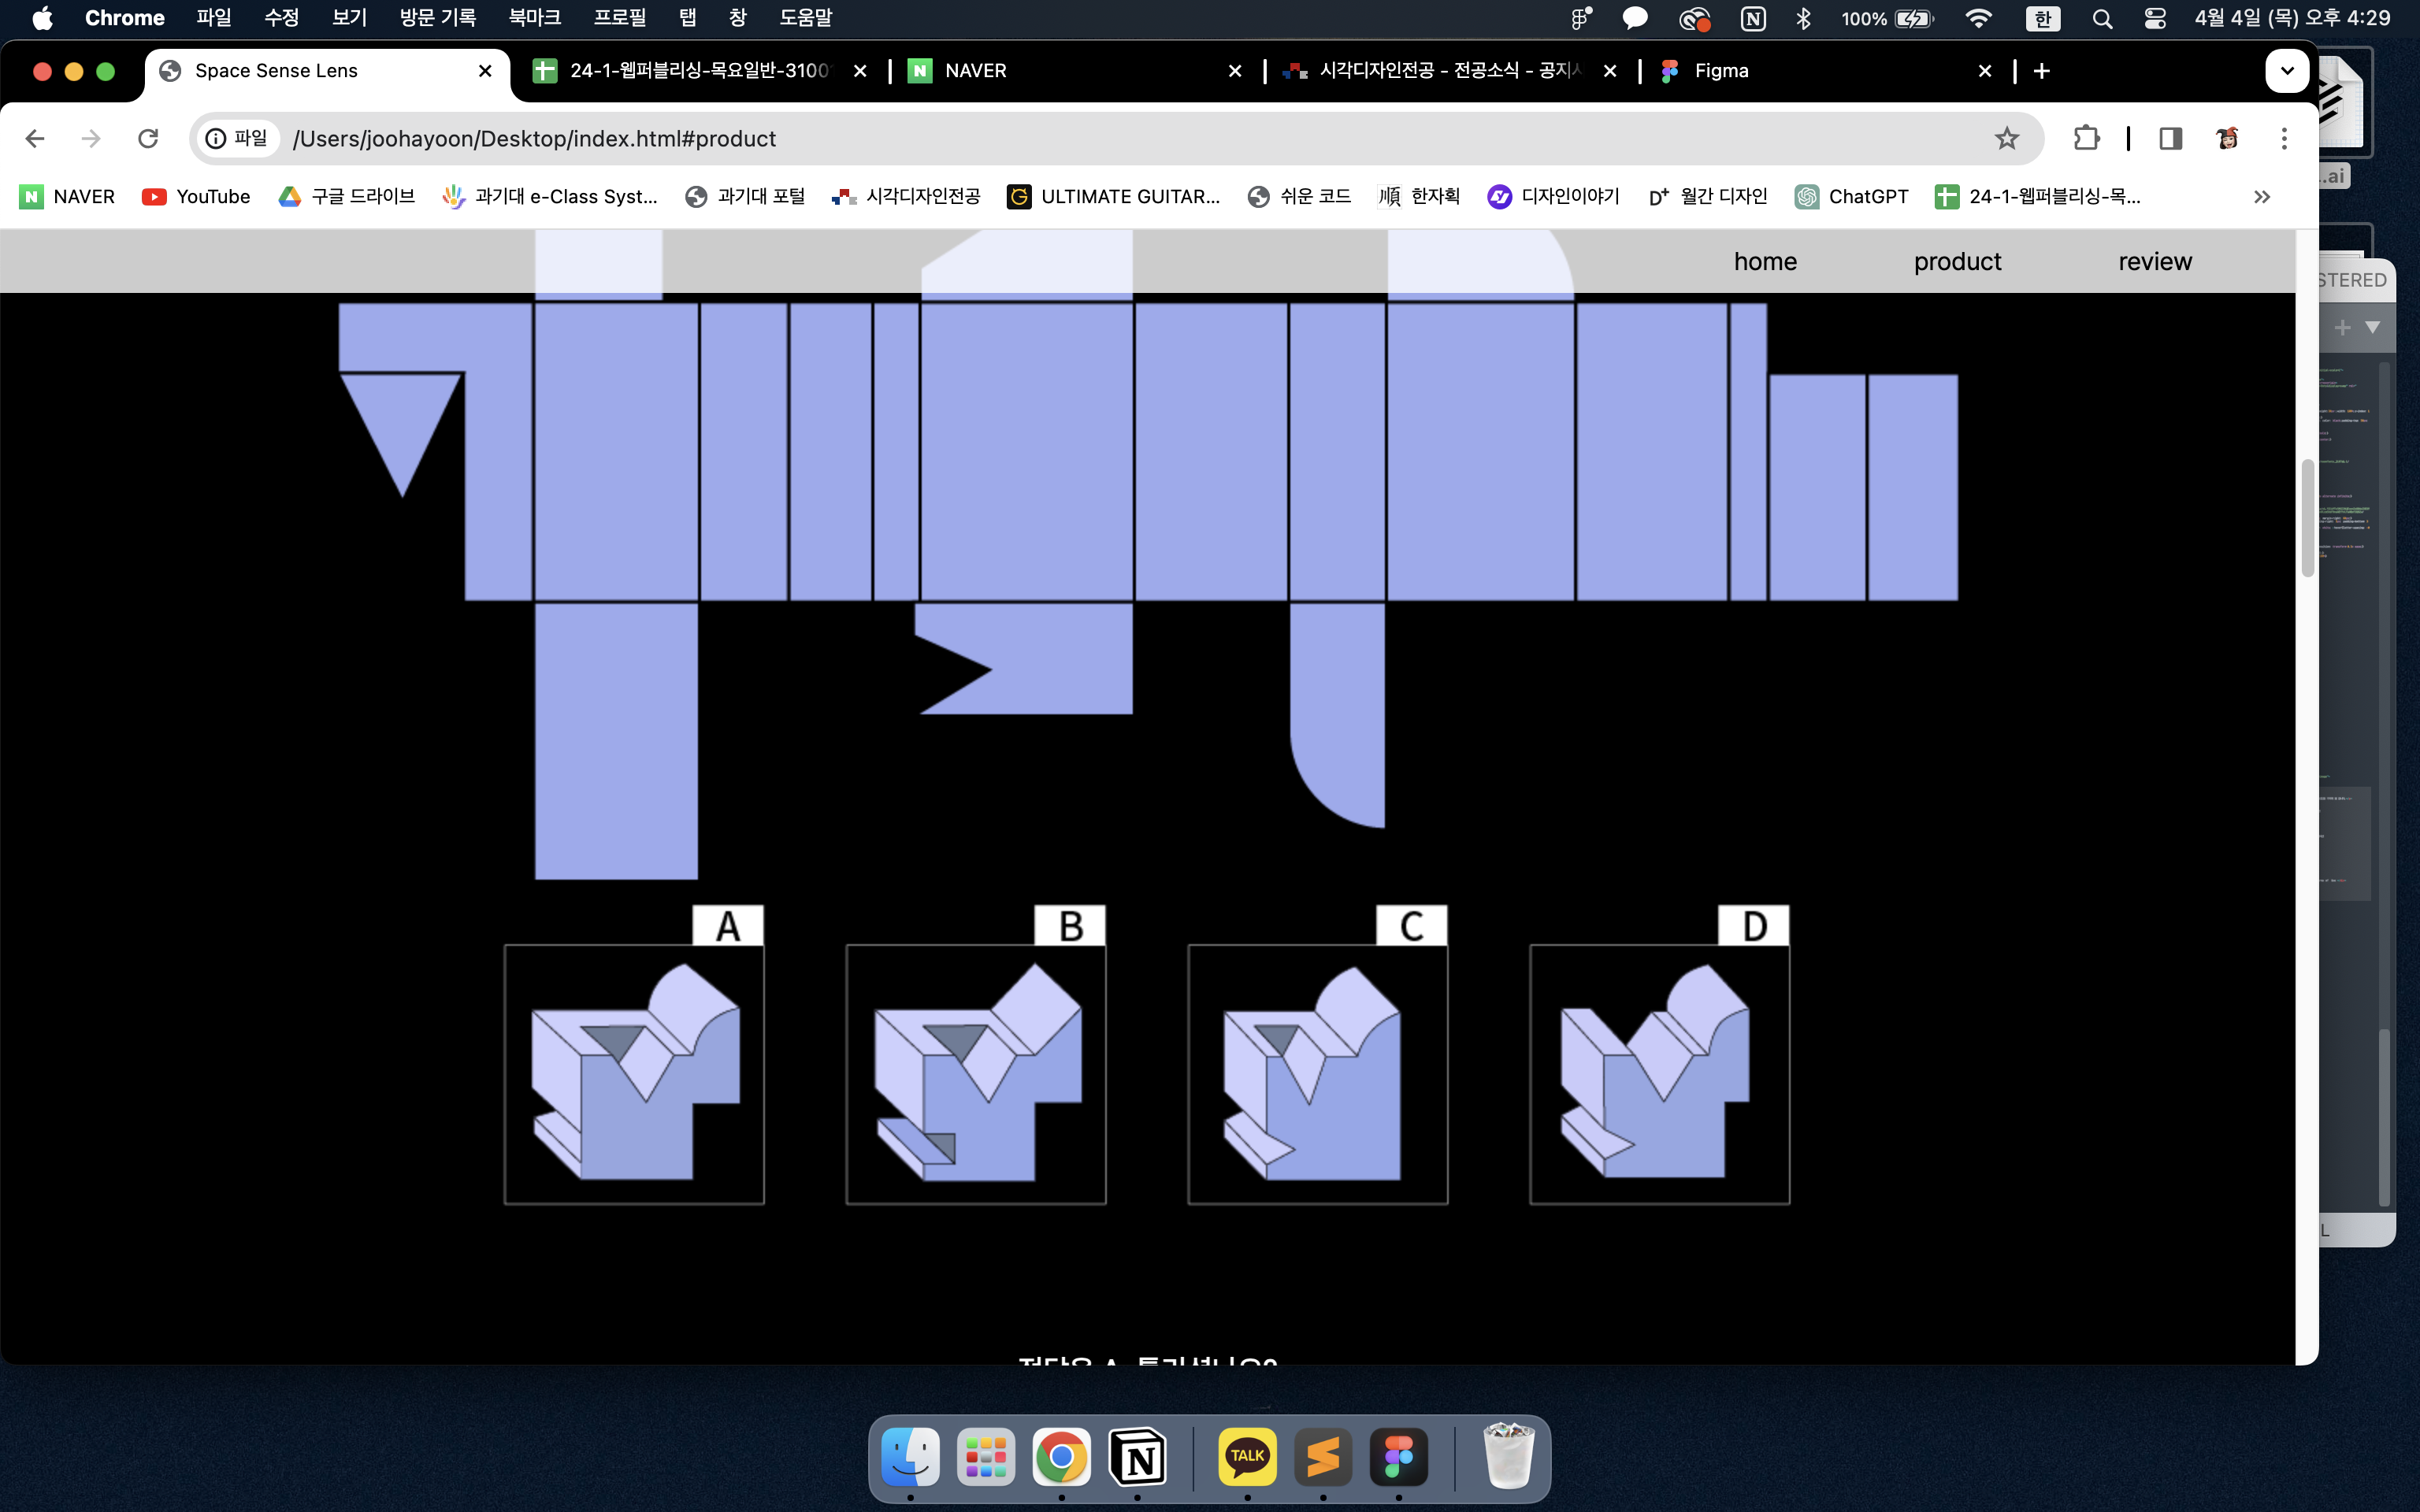 Chrome 파일 수정 보기 방문 기록 북마크 프로필 탭 창 도움말 100% 한 4월 4일 (목) 오후 4:29
Space Sense Lens 24-1-웹퍼블리싱-목요일반-3100 NAVER 시각디자인전공 - 전공소식 - 공지 Figma
파일 /Users/joohayoon/Desktop/index.html#product
NAVER YouTube 구글 드라이브 과기대 e-Class Syst... 과기대 포털 시각디자인전공 ULTIMATE GUITAR... 쉬운 코드 한자획 디자인이야기 월간 디자인 ChatGPT 24-1-웹퍼블리싱-목...
...ai
home product review
STERED
A B C D
L
TALK